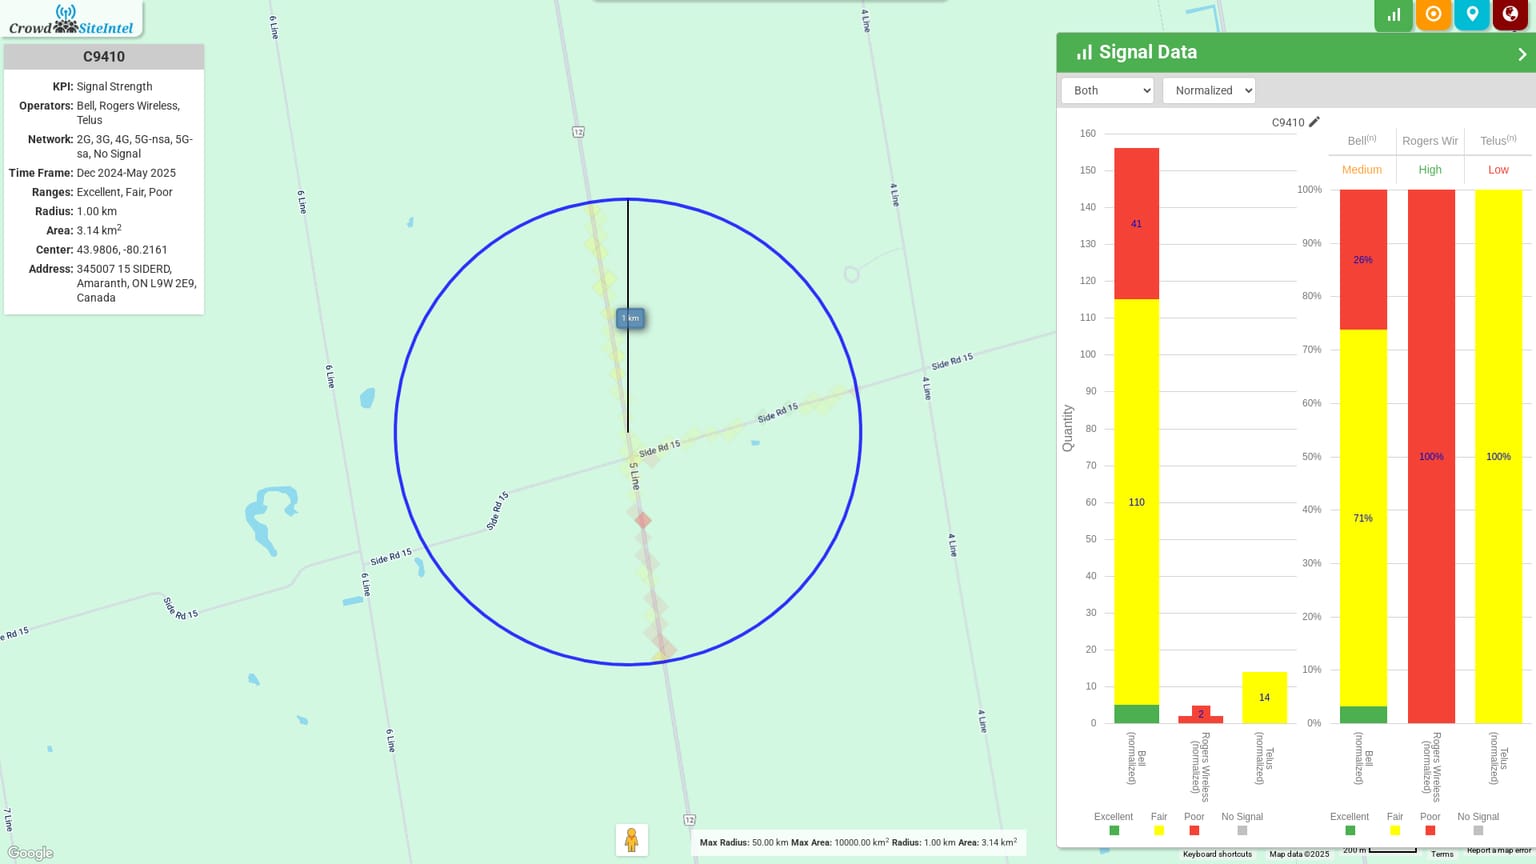 Crowd SiteIntel
C9410
KPI: Signal Strength
Operators: Bell, Rogers Wireless,
Telus
Network: 2G, 3G, 4G, 5G-nsa, 5G-
sa, No Signal
Time Frame: Dec 2024-May 2025
Ranges: Excellent, Fair, Poor
Radius: 1.00 km
Area: 3.14 km2
Center: 43.9806, -80.2161
Address: 345007 15 SIDERD,
Amaranth, ON L9W 2E9,
Canada
6 Line
4 Line
12
6 Line
4 Line
1 km
6 Line
4 Line
Side Rd 15
Side Rd 15
Side Rd 15
5 Line
Side Rd 15
Side Rd 15
4 Line
6 Line
Side Rd 15
e Rd 15
4 Line
6 Line
7 Line
12
Google
Max Radius: 50.00 km Max Area: 10000.00 km2 Radius: 1.00 km Area: 3.14 km2
Signal Data
Both
Normalized
C9410
160
150
140
130
120
110
100
90
80
70
60
50
40
30
20
10
0
Quantity
41
110
2
14
Bell
(normalized)
Rogers Wireless
(normalized)
Telus
(normalized)
Excellent
Fair
Poor
No Signal
Bell(n)
Rogers Wir
Telus(n)
Medium
High
Low
100%
90%
80%
70%
60%
50%
40%
30%
20%
10%
0%
26%
71%
100%
100%
Bell
(normalized)
Rogers Wireless
(normalized)
Telus
(normalized)
Excellent
Fair
Poor
No Signal
Keyboard shortcuts
Map data ©2025
200 m
Terms
Report a map error